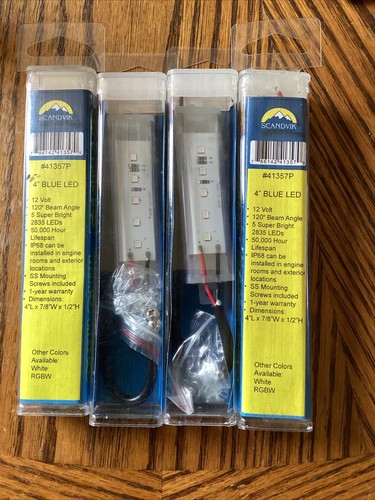 SCANDVIK
#41357P
4" BLUE LED
• 12 Volt
• 120° Beam Angle
• 5 Super Bright
2835 LEDs
• 50,000 Hour
Lifespan
• IP68 can be
installed in engine
rooms and exterior
locations
• SS Mounting
Screws included
• 1-year warranty
• Dimensions:
4"L x 7/8"W x 1/2"H
Other Colors
Available:
White
RGBW
SCANDVIK
#41357P
4" BLUE LED
• 12 Volt
• 120° Beam Angle
• 5 Super Bright
2835 LEDs
• 50,000 Hour
Lifespan
• IP68 can be
installed in engine
rooms and exterior
locations
• SS Mounting
Screws included
• 1-year warranty
• Dimensions:
4"L x 7/8"W x 1/2"H
Other Colors
Available:
White
RGBW